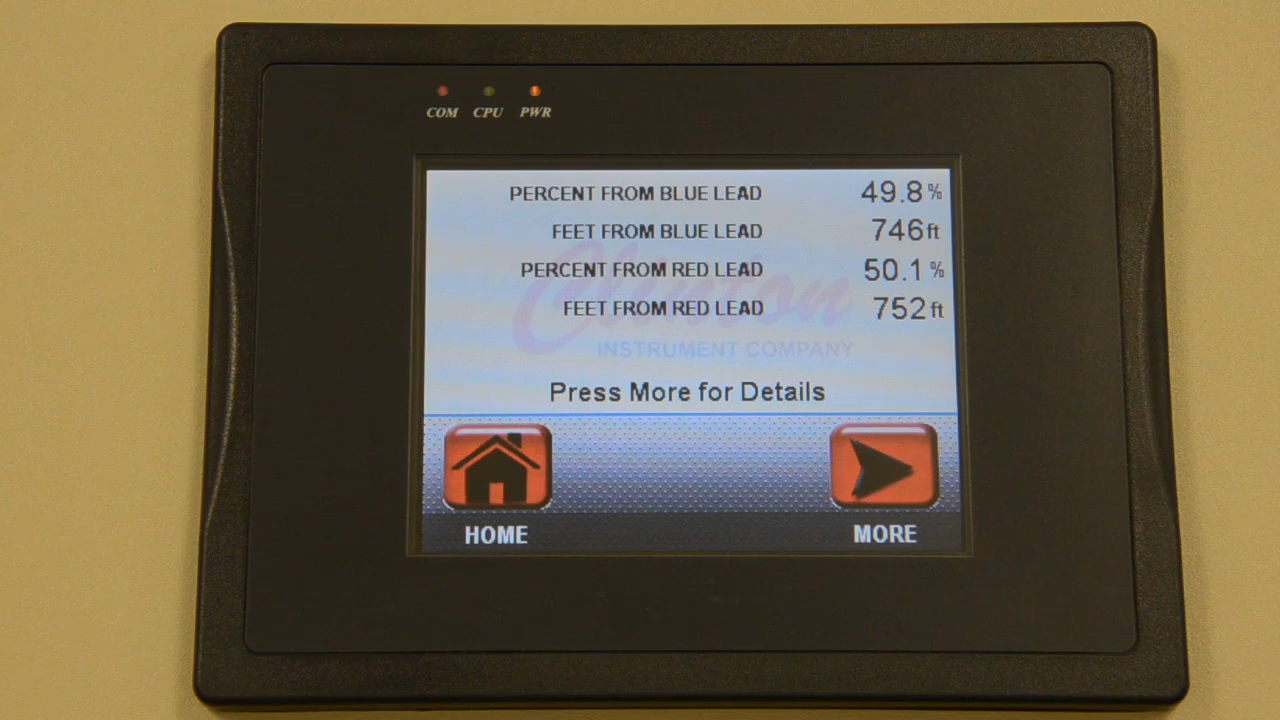 COM CPU PWR
PERCENT FROM BLUE LEAD 49.8 %
FEET FROM BLUE LEAD 746 ft
PERCENT FROM RED LEAD 50.1 %
FEET FROM RED LEAD 752 ft
Clinton
INSTRUMENT COMPANY
Press More for Details
HOME MORE